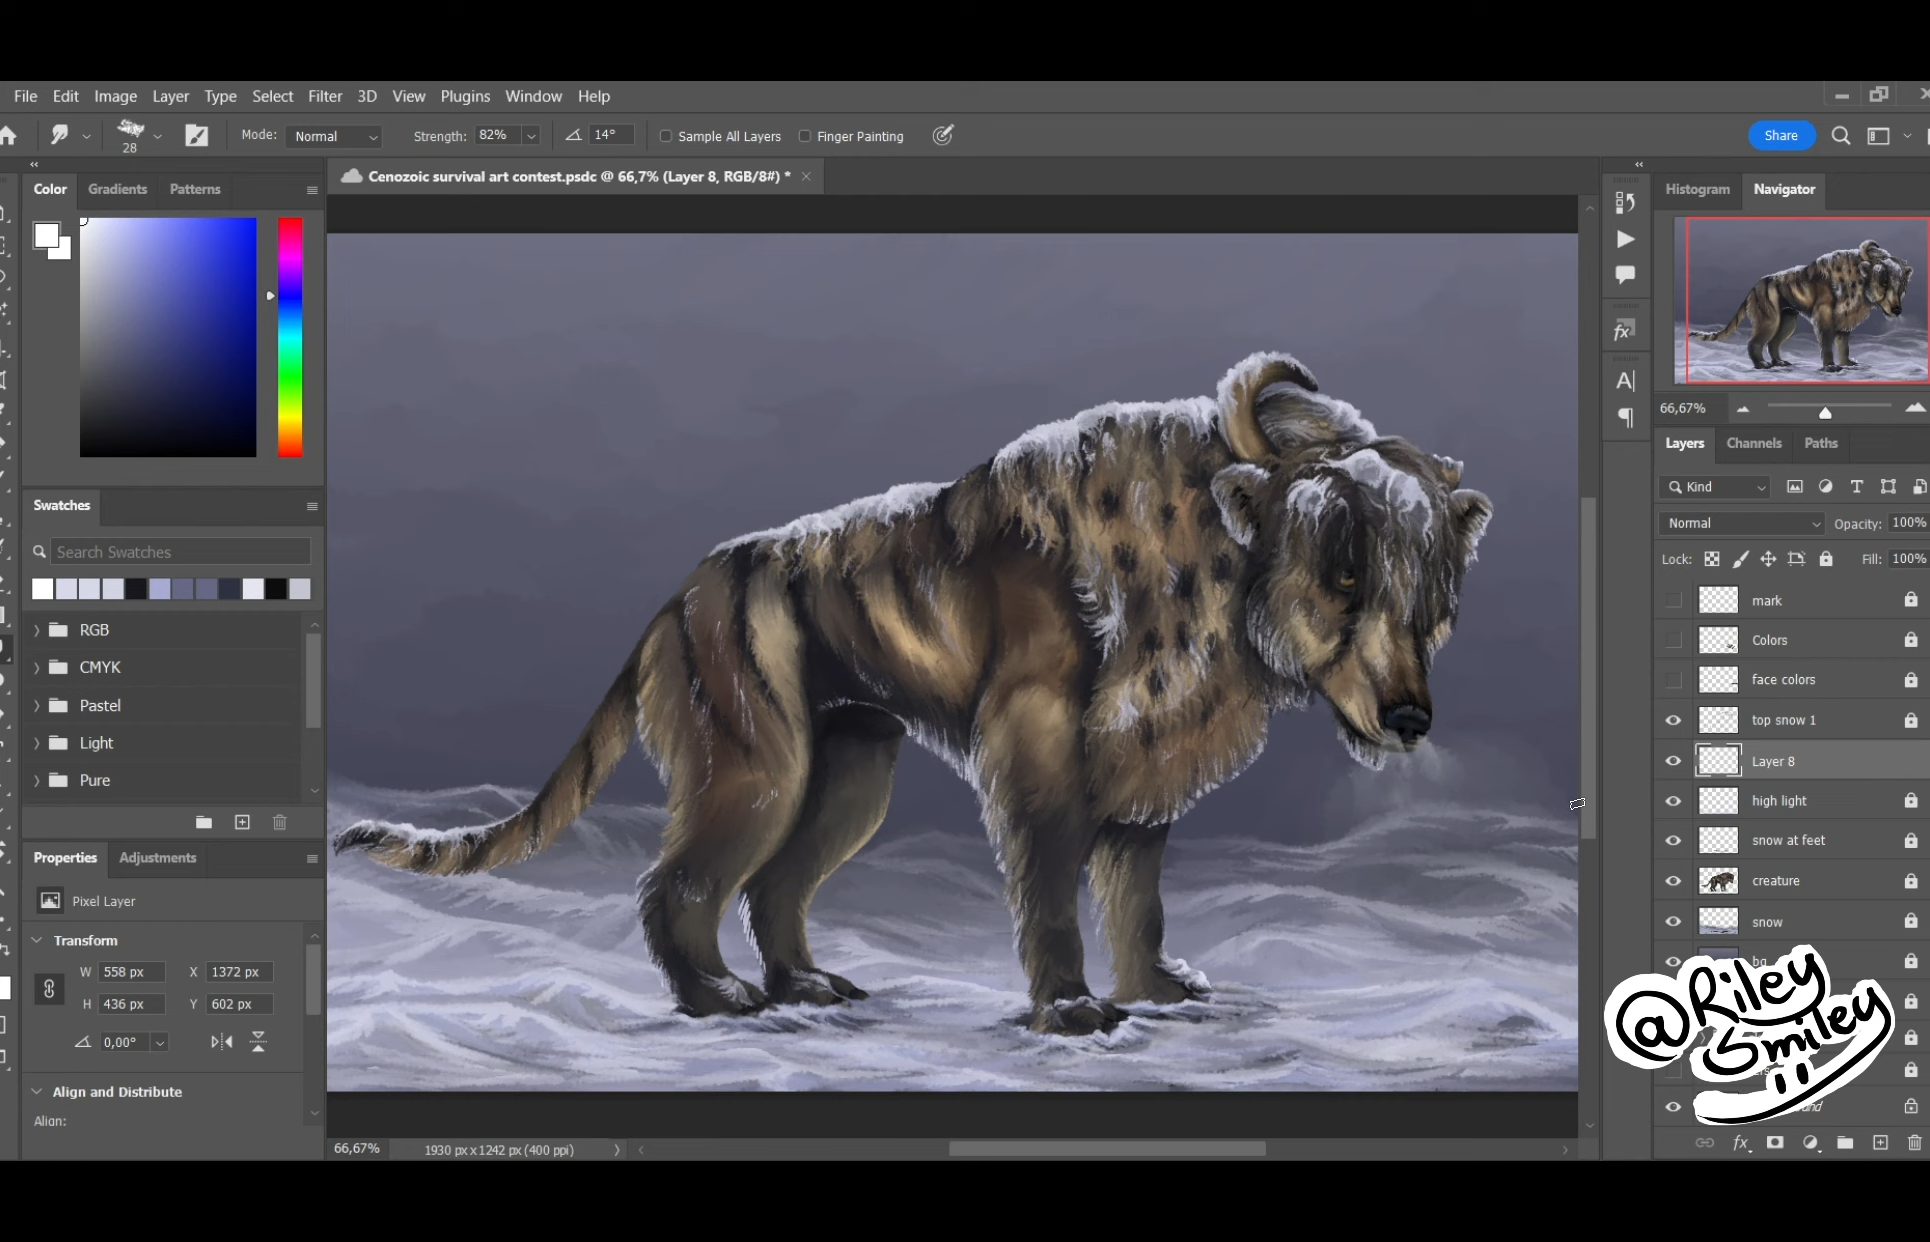 File Edit Image Layer Type Select Filter 3D View Plugins Window Help
28 Mode: Normal Strength: 82% 14° Sample All Layers Finger Painting Share
Cenozoic survival art contest.psdc @ 66,7% (Layer 8, RGB/8#) *
Color Gradients Patterns
Swatches
Search Swatches
RGB
CMYK
Pastel
Light
Pure
Properties Adjustments
Pixel Layer
Transform
W 558 px X 1372 px
H 436 px Y 602 px
0,00°
Align and Distribute
Align:
66,67% 1930 px x 1242 px (400 ppi)
Histogram Navigator
66,67%
Layers Channels Paths
Kind
Normal Opacity: 100%
Lock: Fill: 100%
mark
Colors
face colors
top snow 1
Layer 8
high light
snow at feet
creature
snow
bg
@Riley
Smiley